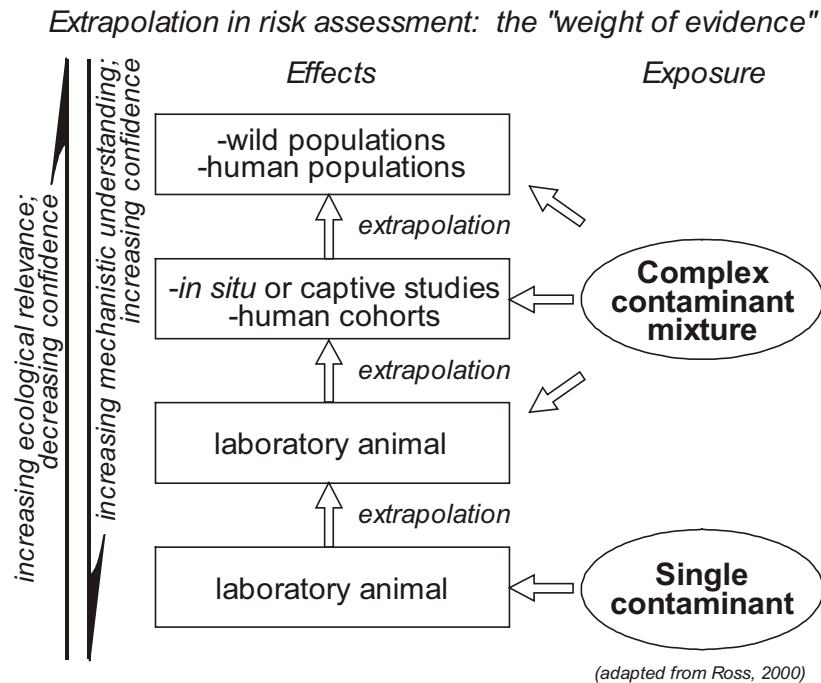 Extrapolation in risk assessment: the "weight of evidence"
Effects
Exposure
increasing ecological relevance;
decreasing confidence
increasing mechanistic understanding;
increasing confidence
-wild populations
-human populations
extrapolation
-in situ or captive studies
-human cohorts
Complex
contaminant
mixture
extrapolation
laboratory animal
extrapolation
laboratory animal
Single
contaminant
(adapted from Ross, 2000)